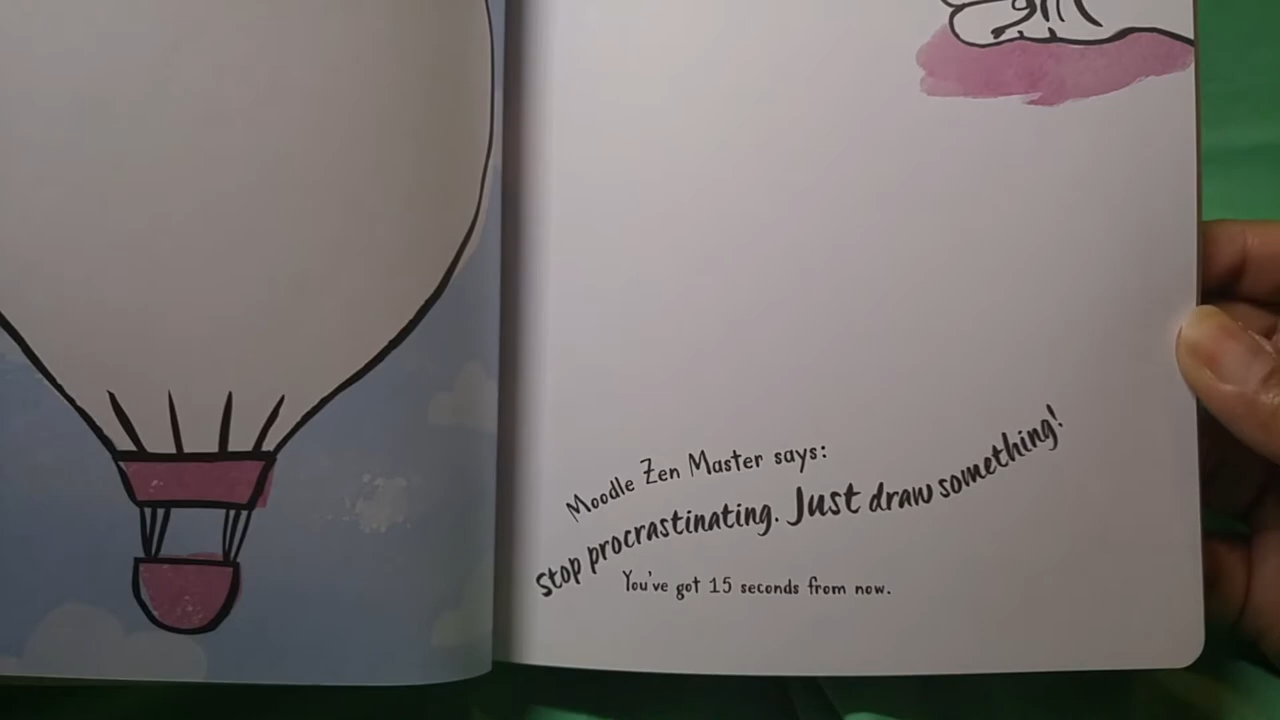 Moodle Zen Master says:
stop procrastinating. Just draw something!
You've got 15 seconds from now.